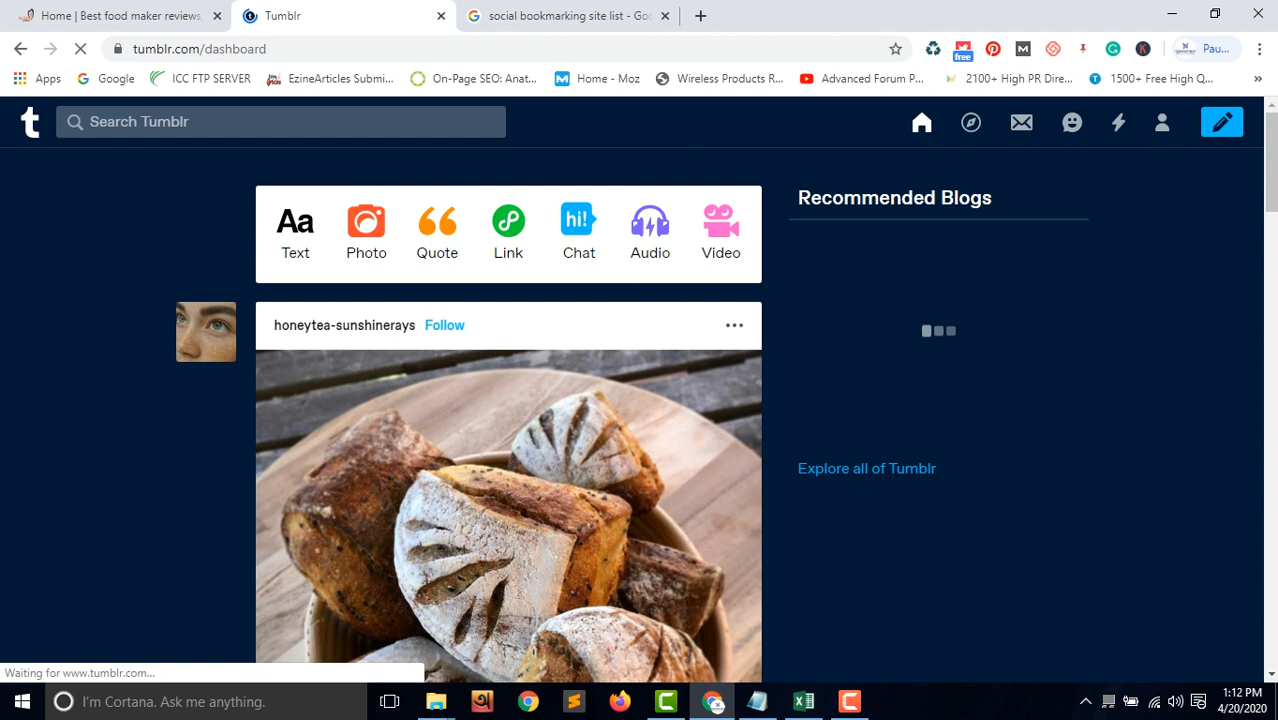 Home | Best food maker reviews,
Tumblr
social bookmarking site list - Goo
tumblr.com/dashboard
free
Pau...
Apps
Google
ICC FTP SERVER
EzineArticles Submi...
On-Page SEO: Anat...
Home - Moz
Wireless Products R...
Advanced Forum P...
2100+ High PR Dire...
1500+ Free High Q...
Search Tumblr
Aa
Text
Photo
Quote
Link
hi!
Chat
Audio
Video
Recommended Blogs
honeytea-sunshinerays Follow
Explore all of Tumblr
Waiting for www.tumblr.com...
I'm Cortana. Ask me anything.
1:12 PM
4/20/2020